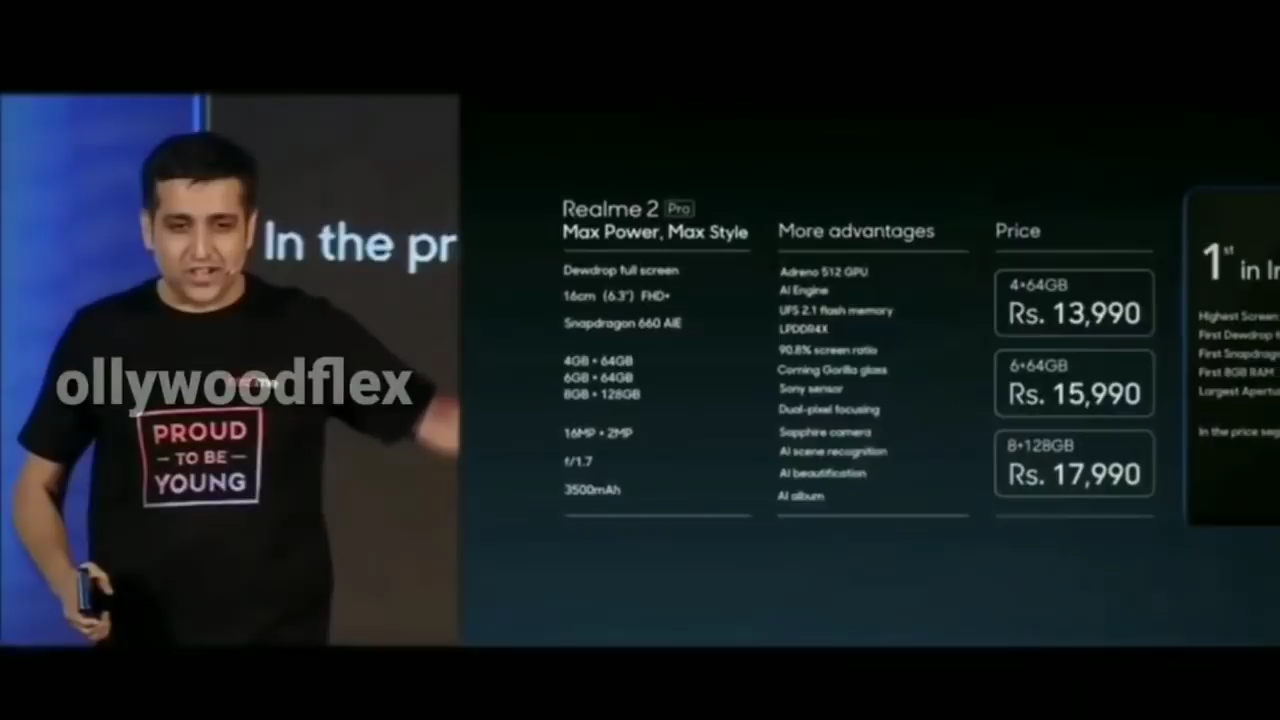 In the pr
ollywoodflex
PROUD
– TO BE –
YOUNG
Realme 2 Pro
Max Power, Max Style
Dewdrop full screen
16cm (6.3") FHD+
Snapdragon 660 AIE
4GB + 64GB
6GB + 64GB
8GB + 128GB
16MP + 2MP
f/1.7
3500mAh
More advantages
Adreno 512 GPU
AI Engine
UFS 2.1 flash memory
LPDDR4X
90.8% screen ratio
Corning Gorilla glass
Sony sensor
Dual-pixel focusing
Sapphire camera
AI scene recognition
AI beautification
AI album
Price
4+64GB
Rs. 13,990
6+64GB
Rs. 15,990
8+128GB
Rs. 17,990
1st in In
Highest Screen
First Dewdrop
First Snapdrago
First 8GB RAM
Largest Apertu
In the price seg